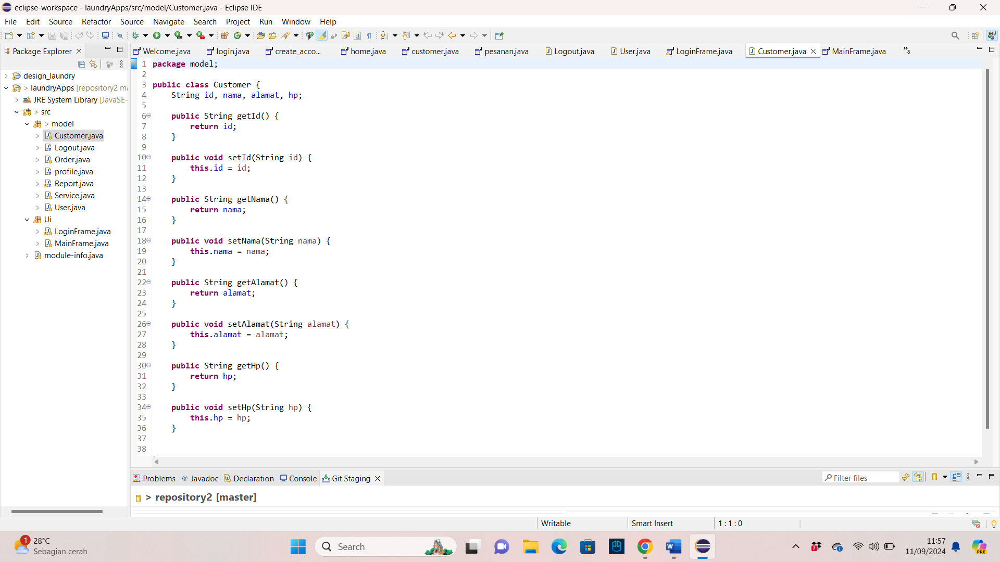 eclipse-workspace - laundryApps/src/model/Customer.java - Eclipse IDE
File Edit Source Refactor Source Navigate Search Project Run Window Help
Package Explorer
Welcome.java login.java create_acco... home.java customer.java pesanan.java Logout.java User.java LoginFrame.java Customer.java MainFrame.java »8
> design_laundry
> laundryApps [repository2 ma
JRE System Library [JavaSE-
> src
> model
Customer.java
Logout.java
Order.java
profile.java
Report.java
Service.java
User.java
Ui
LoginFrame.java
MainFrame.java
module-info.java
1 package model;
2
3 public class Customer {
4 String id, nama, alamat, hp;
5
6 public String getId() {
7 return id;
8 }
9
10 public void setId(String id) {
11 this.id = id;
12 }
13
14 public String getNama() {
15 return nama;
16 }
17
18 public void setNama(String nama) {
19 this.nama = nama;
20 }
21
22 public String getAlamat() {
23 return alamat;
24 }
25
26 public void setAlamat(String alamat) {
27 this.alamat = alamat;
28 }
29
30 public String getHp() {
31 return hp;
32 }
33
34 public void setHp(String hp) {
35 this.hp = hp;
36 }
37
38
Problems @ Javadoc Declaration Console Git Staging
Filter files
> repository2 [master]
Writable Smart Insert 1 : 1 : 0
1
28°C
Sebagian cerah
Search
7
11:57
11/09/2024
PRE